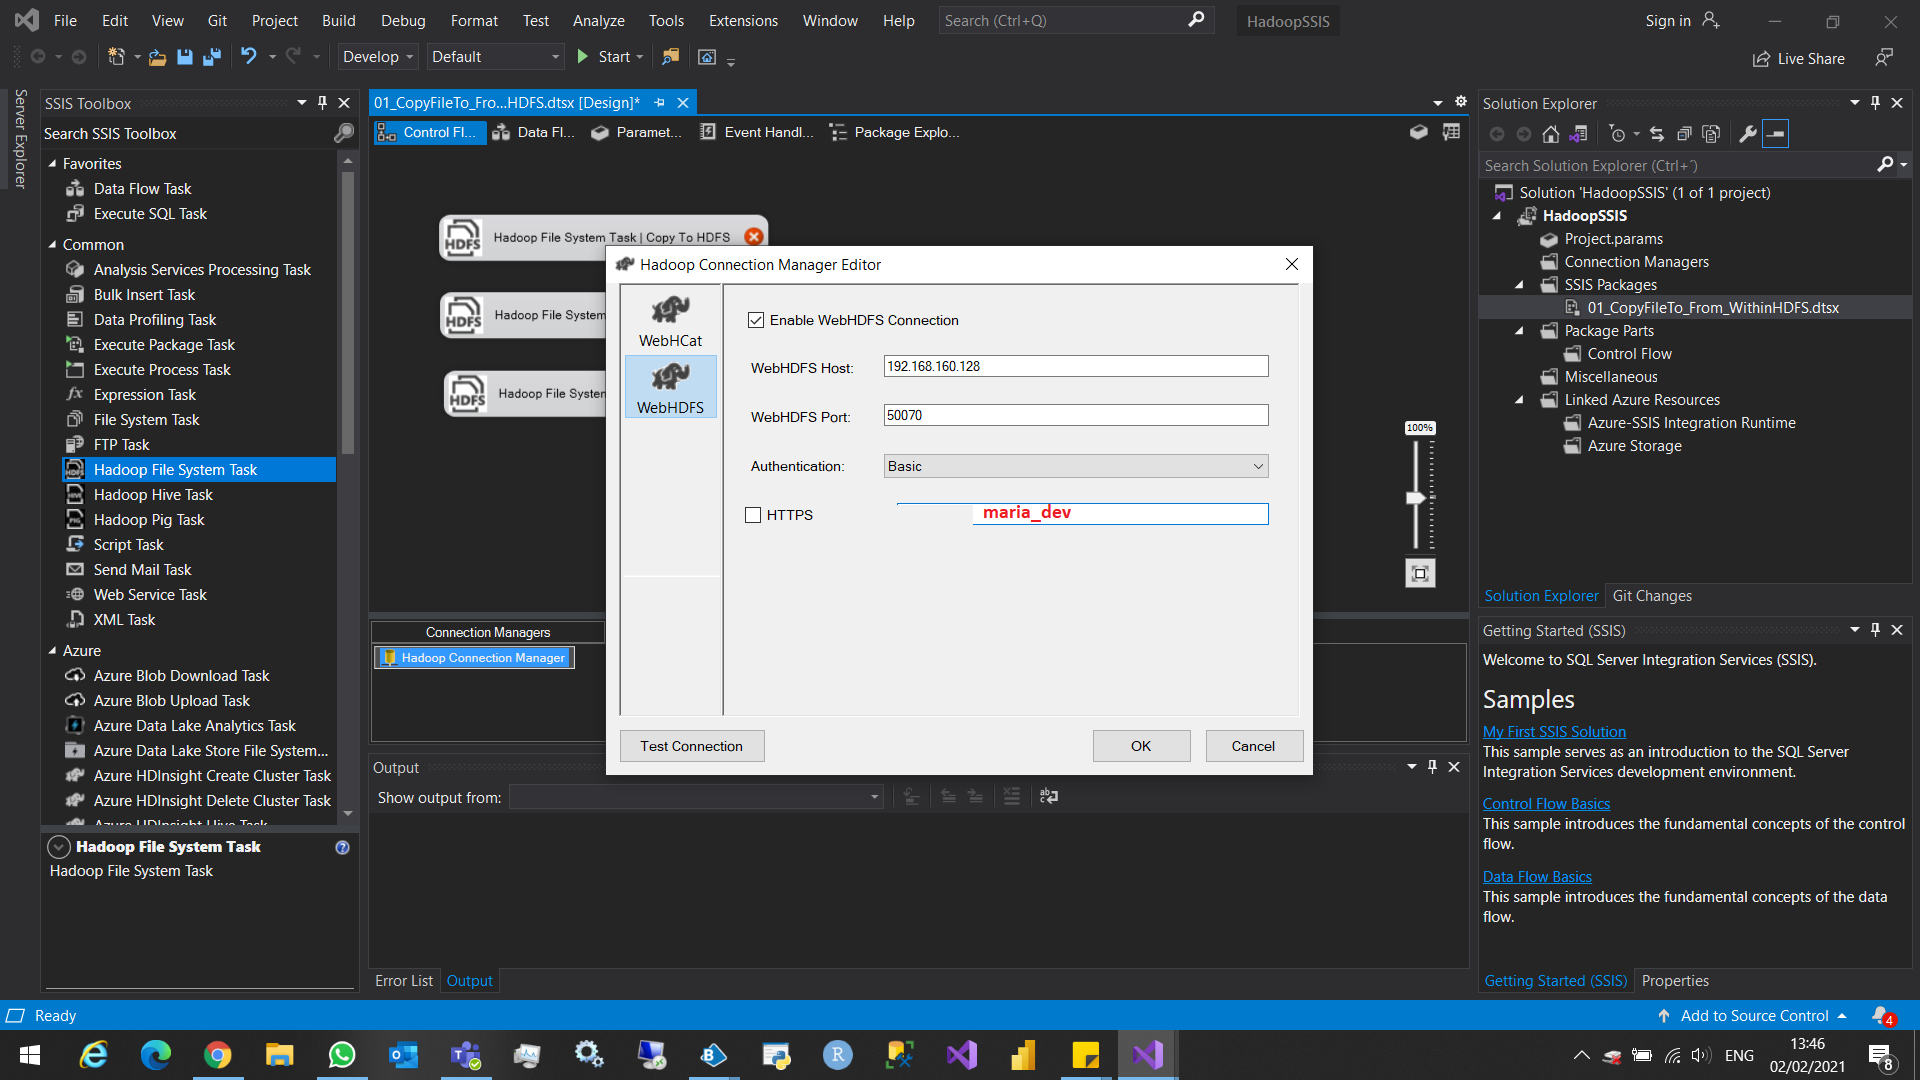 File Edit View Git Project Build Debug Format Test Analyze Tools Extensions Window Help Search (Ctrl+Q) HadoopSSIS Sign in
Develop Default Start Live Share
Server Explorer
SSIS Toolbox
Search SSIS Toolbox
Favorites
Data Flow Task
Execute SQL Task
Common
Analysis Services Processing Task
Bulk Insert Task
Data Profiling Task
Execute Package Task
Execute Process Task
Expression Task
File System Task
FTP Task
Hadoop File System Task
Hadoop Hive Task
Hadoop Pig Task
Script Task
Send Mail Task
Web Service Task
XML Task
Azure
Azure Blob Download Task
Azure Blob Upload Task
Azure Data Lake Analytics Task
Azure Data Lake Store File System...
Azure HDInsight Create Cluster Task
Azure HDInsight Delete Cluster Task
Azure HDInsight Hive Task
Hadoop File System Task
Hadoop File System Task
01_CopyFileTo_Fro...HDFS.dtsx [Design]*
Control Fl... Data Fl... Paramet... Event Handl... Package Explo...
HDFS Hadoop File System Task | Copy To HDFS
HDFS Hadoop File System
HDFS Hadoop File System
100%
Hadoop Connection Manager Editor
WebHCat
WebHDFS
Enable WebHDFS Connection
WebHDFS Host: 192.168.160.128
WebHDFS Port: 50070
Authentication: Basic
HTTPS maria_dev
Test Connection OK Cancel
Connection Managers
Hadoop Connection Manager
Output
Show output from:
Error List Output
Solution Explorer
Search Solution Explorer (Ctrl+´)
Solution 'HadoopSSIS' (1 of 1 project)
HadoopSSIS
Project.params
Connection Managers
SSIS Packages
01_CopyFileTo_From_WithinHDFS.dtsx
Package Parts
Control Flow
Miscellaneous
Linked Azure Resources
Azure-SSIS Integration Runtime
Azure Storage
Solution Explorer Git Changes
Getting Started (SSIS)
Welcome to SQL Server Integration Services (SSIS).
Samples
My First SSIS Solution
This sample serves as an introduction to the SQL Server
Integration Services development environment.
Control Flow Basics
This sample introduces the fundamental concepts of the control
flow.
Data Flow Basics
This sample introduces the fundamental concepts of the data
flow.
Getting Started (SSIS) Properties
Ready Add to Source Control 4
ENG 13:46
02/02/2021 8